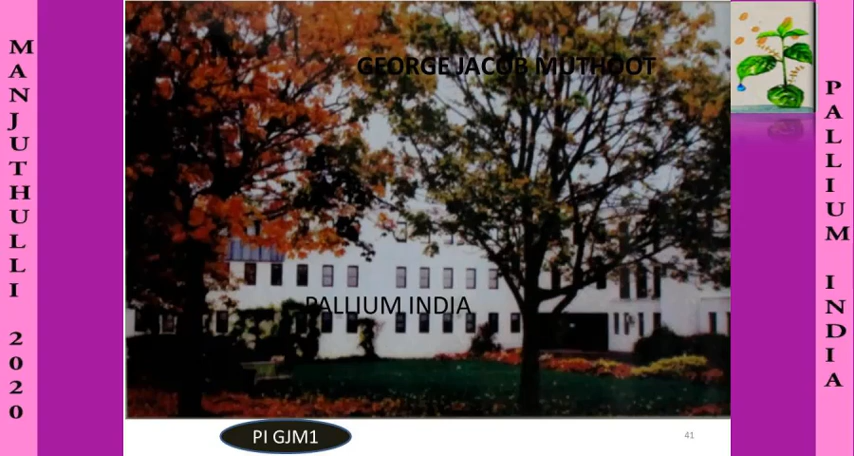 MANJUTHULLI 2020
GEORGE JACOB MUTHOOT
PALLIUM INDIA
PALLIUM INDIA
PI GJM1
41